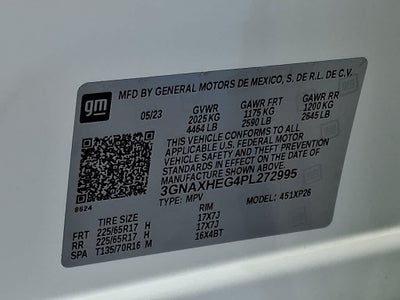 gm
MFD BY GENERAL MOTORS DE MEXICO, S. DE R.L. DE C.V.
05/23 GVWR GAWR FRT GAWR RR
2025 KG 1175 KG 1200 KG
4464 LB 2590 LB 2645 LB
THIS VEHICLE CONFORMS TO ALL
APPLICABLE U.S. FEDERAL MOTOR
VEHICLE SAFETY AND THEFT PREVENTION
STANDARDS IN EFFECT ON THE DATE OF
MANUFACTURE SHOWN ABOVE.
3GNAXHEG4PL272995
TYPE: MPV MODEL: 451XP26
8624
TIRE SIZE RIM
FRT 225/65R17 H 17X7J
RR 225/65R17 H 17X7J
SPA T135/70R16 M 16X4BT